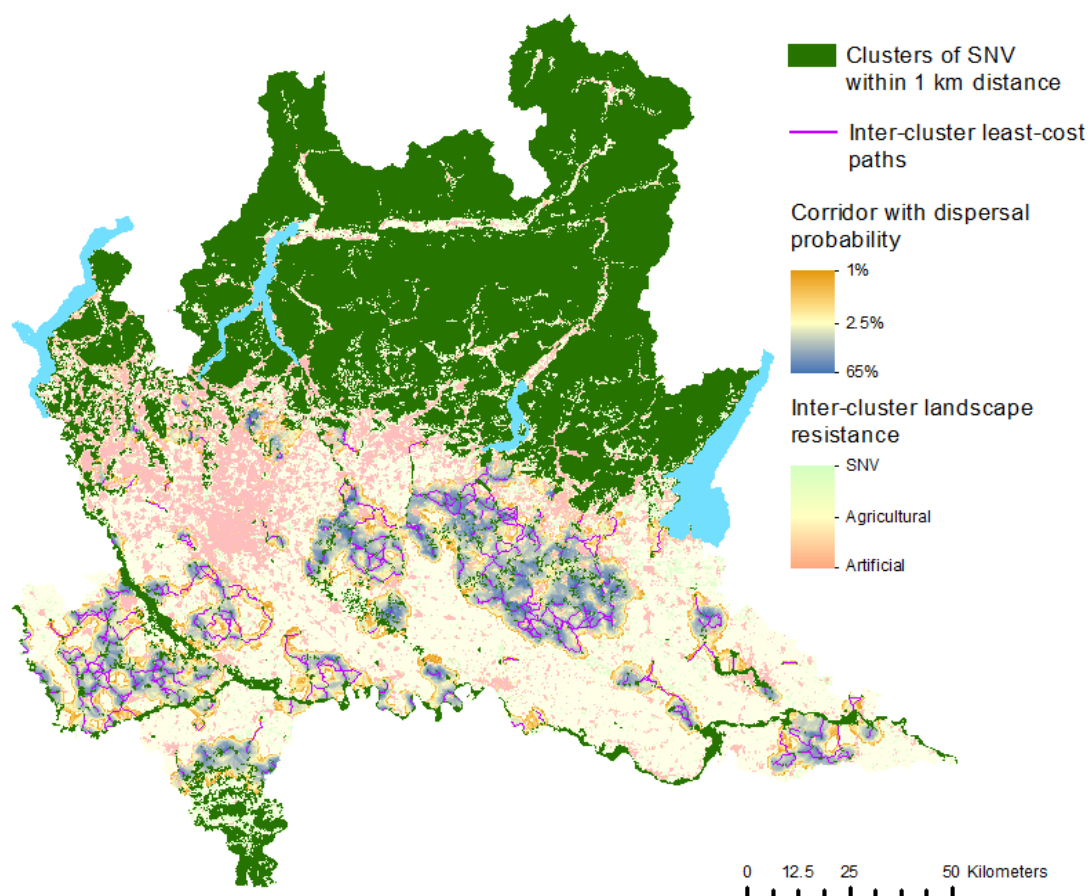 Clusters of SNV
within 1 km distance
Inter-cluster least-cost
paths
Corridor with dispersal
probability
1%
2.5%
65%
Inter-cluster landscape
resistance
SNV
Agricultural
Artificial
0 12.5 25 50 Kilometers